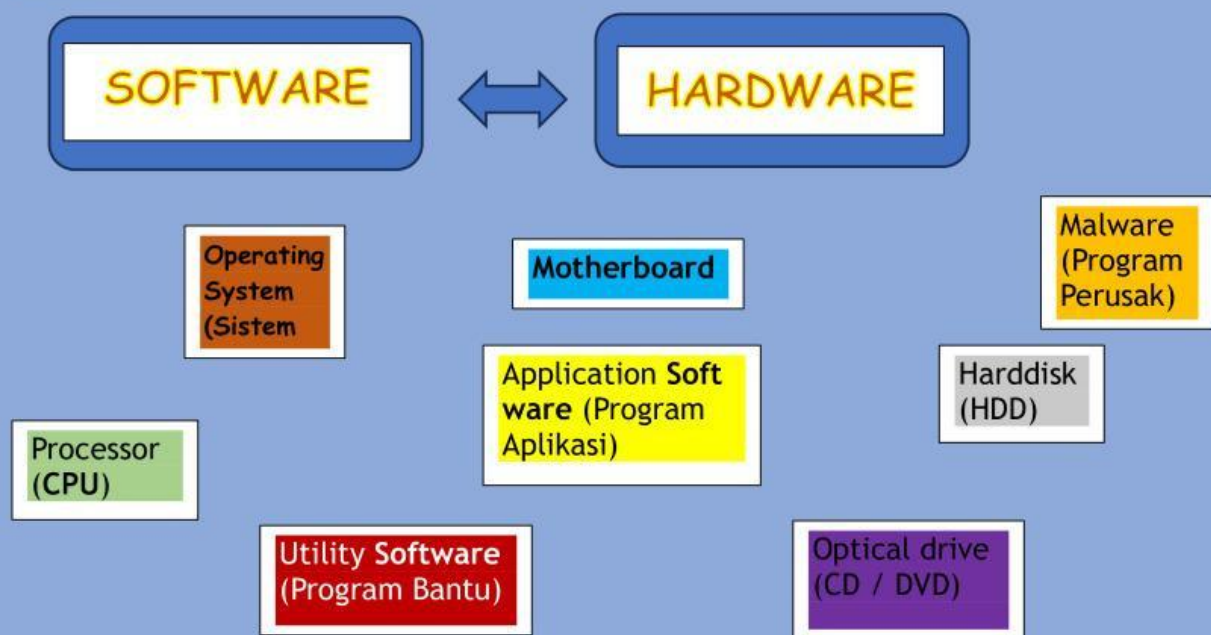 SOFTWARE
HARDWARE
Operating
System
(Sistem
Motherboard
Malware
(Program
Perusak)
Application Soft
ware (Program
Aplikasi)
Harddisk
(HDD)
Processor
(CPU)
Utility Software
(Program Bantu)
Optical drive
(CD / DVD)